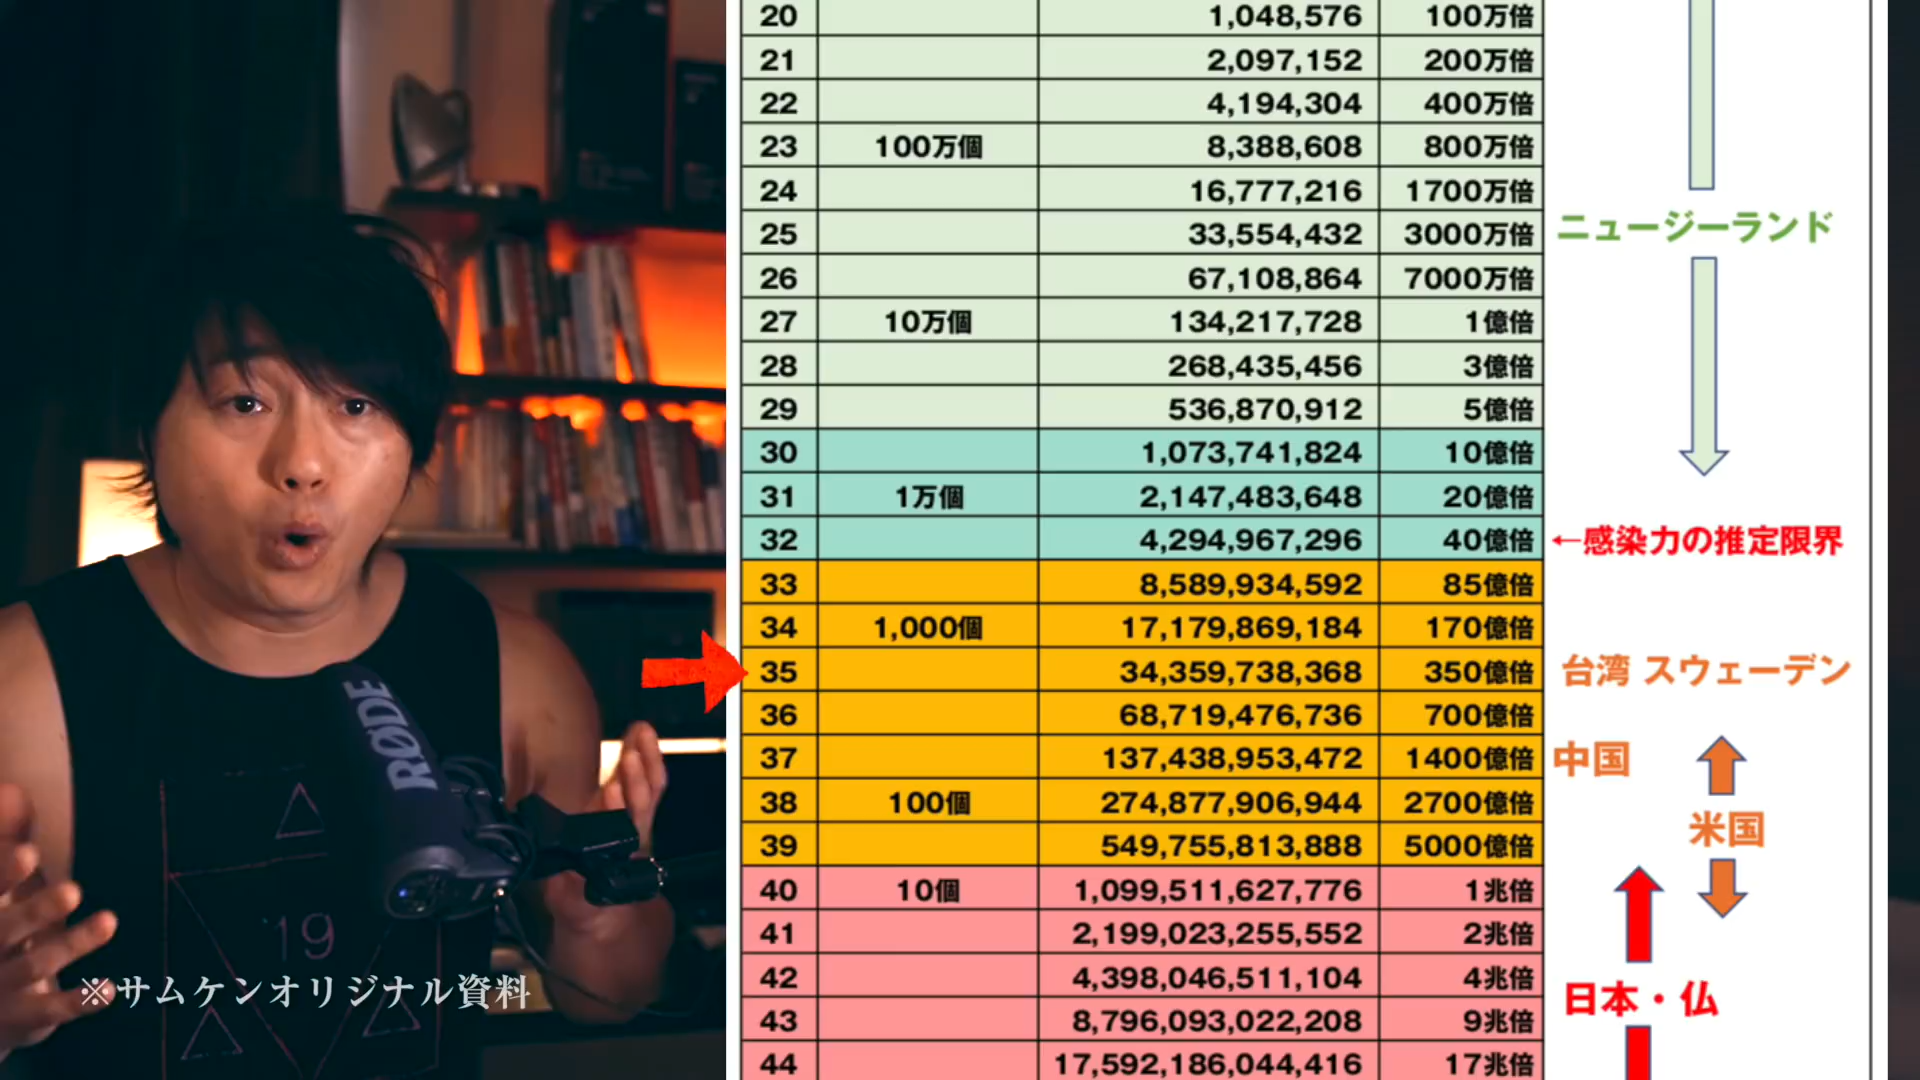 20 1,048,576 100万倍
21 2,097,152 200万倍
22 4,194,304 400万倍
23 100万個 8,388,608 800万倍
24 16,777,216 1700万倍
25 33,554,432 3000万倍
26 67,108,864 7000万倍
27 10万個 134,217,728 1億倍
28 268,435,456 3億倍
29 536,870,912 5億倍
30 1,073,741,824 10億倍
31 1万個 2,147,483,648 20億倍
32 4,294,967,296 40億倍
33 8,589,934,592 85億倍
34 1,000個 17,179,869,184 170億倍
35 34,359,738,368 350億倍
36 68,719,476,736 700億倍
37 137,438,953,472 1400億倍
38 100個 274,877,906,944 2700億倍
39 549,755,813,888 5000億倍
40 10個 1,099,511,627,776 1兆倍
41 2,199,023,255,552 2兆倍
42 4,398,046,511,104 4兆倍
43 8,796,093,022,208 9兆倍
44 17,592,186,044,416 17兆倍
ニュージーランド
←感染力の推定限界
台湾 スウェーデン
中国
米国
日本・仏
RØDE
19
※サムケンオリジナル資料